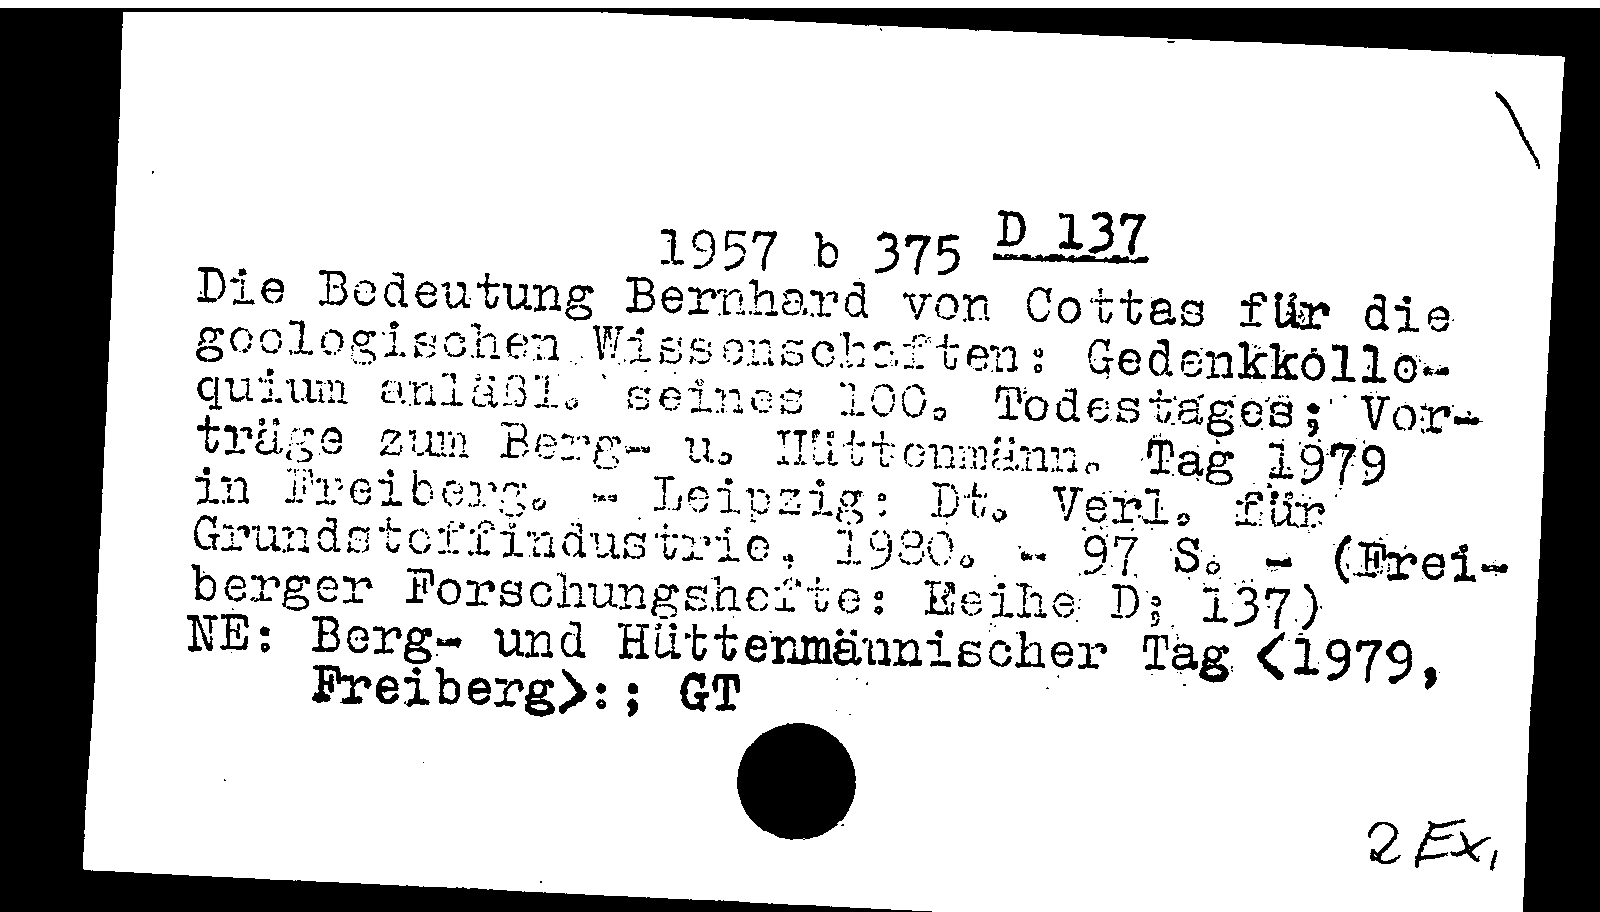 1957 b 375 D 137
Die Bedeutung Bernhard von Cottas für die
geologischen Wissenschaften: Gedenkkollo-
quium anläßl. seines 100. Todestages; Vor-
träge zum Berg- u. Hüttenmänn. Tag 1979
in Freiberg. - Leipzig: Dt. Verl. für
Grundstoffindustrie, 1980. - 97 S. - (Frei-
berger Forschungshefte: Reihe D; 137)
NE: Berg- und Hüttenmännischer Tag <1979,
Freiberg>:; GT
2 Ex,